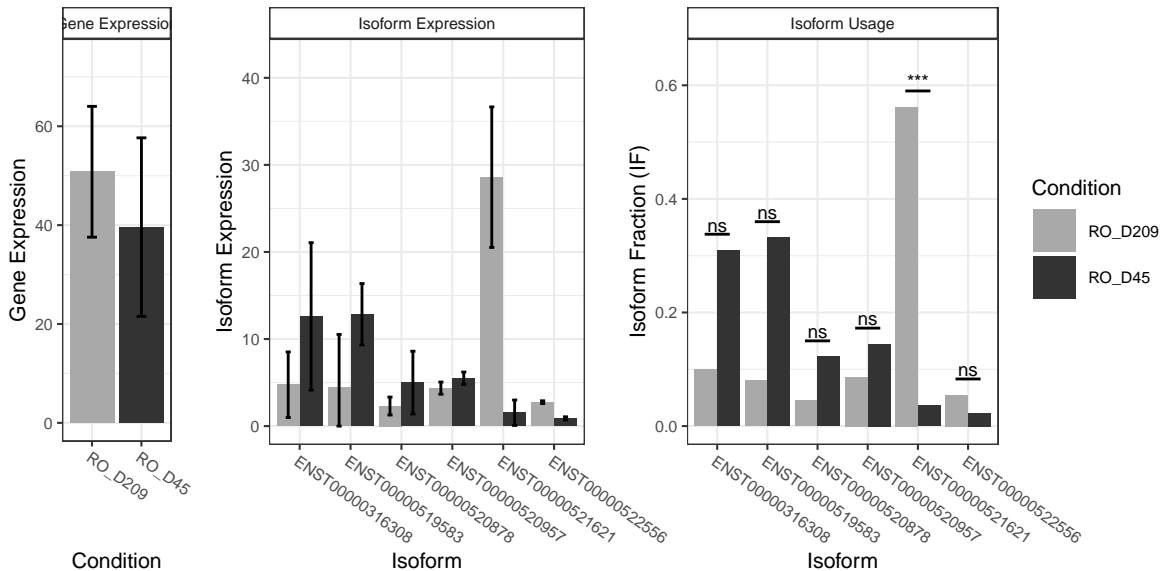 Gene Expression
Isoform Expression
Isoform Usage
Gene Expression
0
20
40
60
RO_D209
RO_D45
Condition
Isoform Expression
0
10
20
30
40
ENST00000316308
ENST00000519583
ENST00000520878
ENST00000520957
ENST00000521621
ENST00000522556
Isoform
Isoform Fraction (IF)
0.0
0.2
0.4
0.6
ns
ns
ns
ns
***
ns
ENST00000316308
ENST00000519583
ENST00000520878
ENST00000520957
ENST00000521621
ENST00000522556
Isoform
Condition
RO_D209
RO_D45